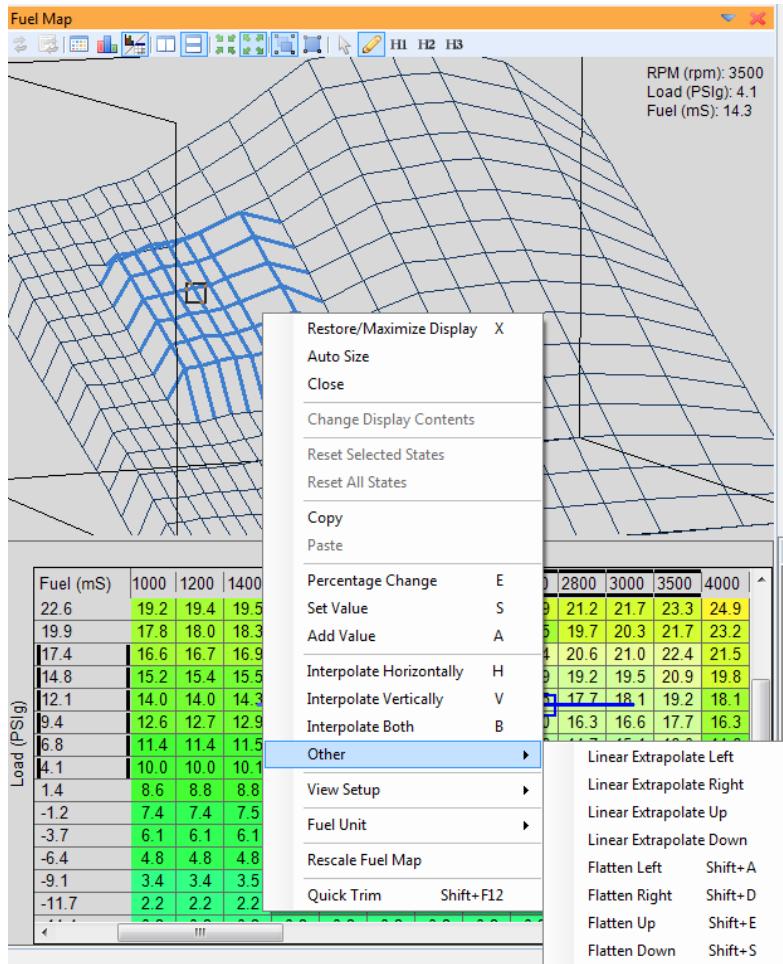 Fuel Map
H1 H2 H3
RPM (rpm): 3500
Load (PSIg): 4.1
Fuel (mS): 14.3
Restore/Maximize Display X
Auto Size
Close
Change Display Contents
Reset Selected States
Reset All States
Copy
Paste
Percentage Change E
Set Value S
Add Value A
Interpolate Horizontally H
Interpolate Vertically V
Interpolate Both B
Other
View Setup
Fuel Unit
Rescale Fuel Map
Quick Trim Shift+F12
Linear Extrapolate Left
Linear Extrapolate Right
Linear Extrapolate Up
Linear Extrapolate Down
Flatten Left Shift+A
Flatten Right Shift+D
Flatten Up Shift+E
Flatten Down Shift+S
Load (PSIg)
Fuel (mS) 1000 1200 1400 2800 3000 3500 4000
22.6 19.2 19.4 19.5 21.2 21.7 23.3 24.9
19.9 17.8 18.0 18.3 19.7 20.3 21.7 23.2
17.4 16.6 16.7 16.9 20.6 21.0 22.4 21.5
14.8 15.2 15.4 15.5 19.2 19.5 20.9 19.8
12.1 14.0 14.0 14.3 17.7 18.1 19.2 18.1
9.4 12.6 12.7 12.9 16.3 16.6 17.7 16.3
6.8 11.4 11.4 11.5
4.1 10.0 10.0 10.1
1.4 8.6 8.8 8.8
-1.2 7.4 7.4 7.5
-3.7 6.1 6.1 6.1
-6.4 4.8 4.8 4.8
-9.1 3.4 3.4 3.5
-11.7 2.2 2.2 2.2